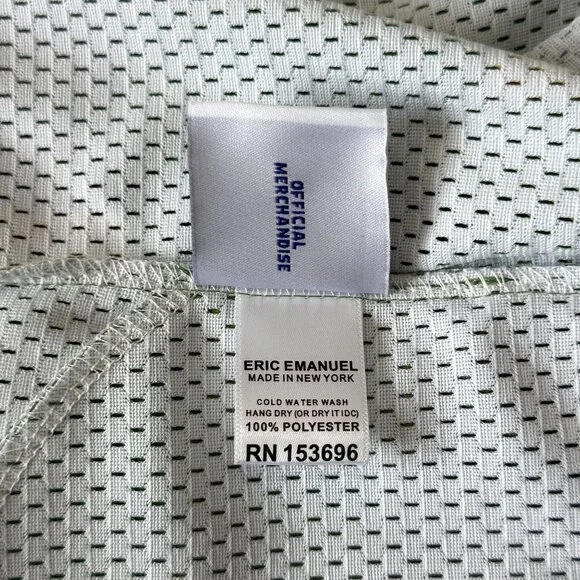 OFFICIAL
MERCHANDISE
ERIC EMANUEL
MADE IN NEW YORK
COLD WATER WASH
HANG DRY (OR DRY IT IDC)
100% POLYESTER
RN 153696